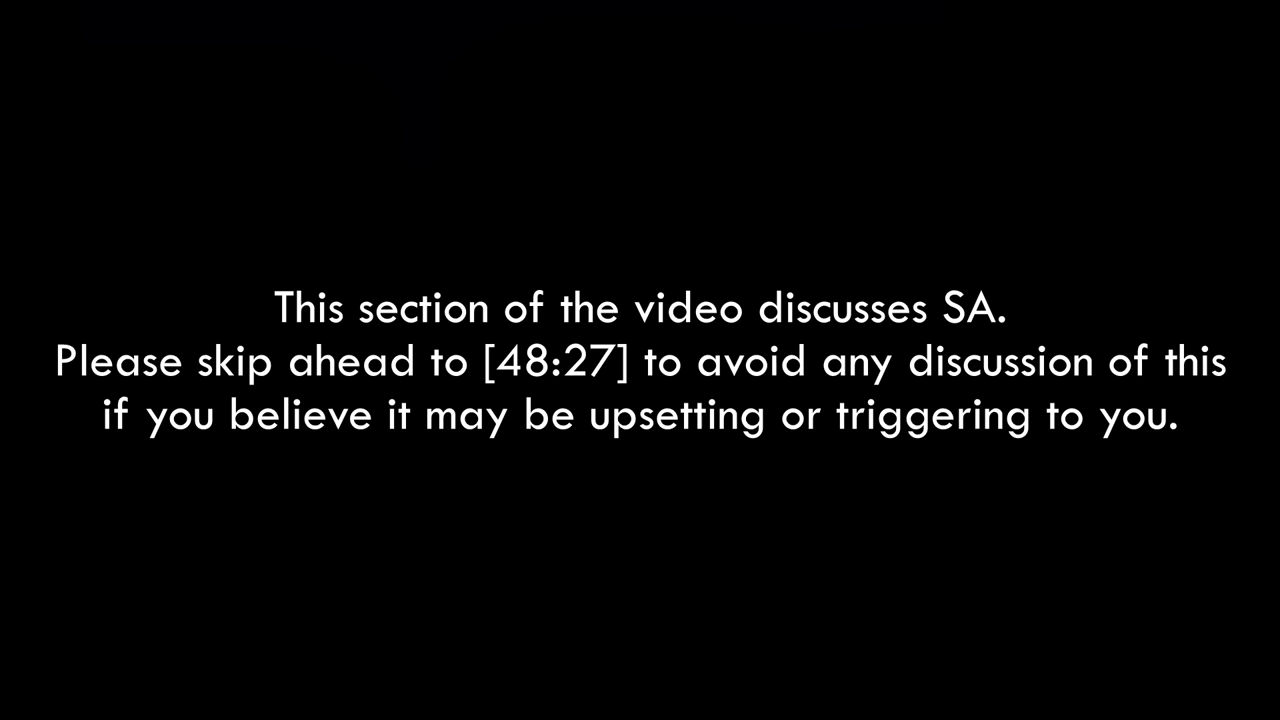 This section of the video discusses SA.
Please skip ahead to [48:27] to avoid any discussion of this
if you believe it may be upsetting or triggering to you.